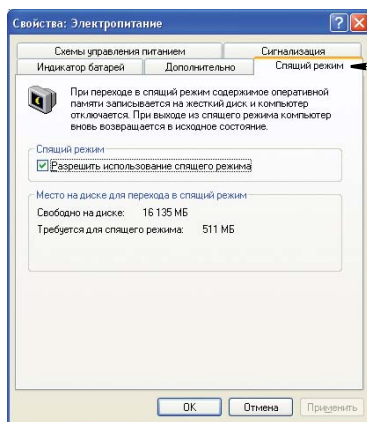 Свойства: Электропитание
Схемы управления питанием
Сигнализация
Индикатор батарей
Дополнительно
Спящий режим
При переходе в спящий режим содержимое оперативной
памяти записывается на жесткий диск и компьютер
отключается. При выходе из спящего режима компьютер
вновь возвращается в исходное состояние.
Спящий режим
Разрешить использование спящего режима
Место на диске для перехода в спящий режим
Свободно на диске: 16 135 МБ
Требуется для спящего режима: 511 МБ
ОК
Отмена
Применить